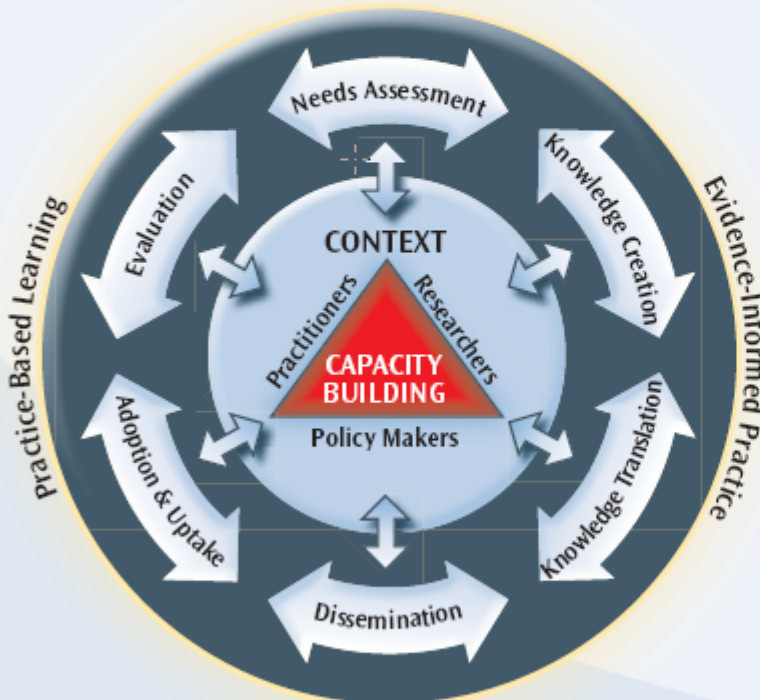 Needs Assessment
Knowledge Creation
Knowledge Translation
Dissemination
Adoption & Uptake
Evaluation
Practice-Based Learning
Evidence-Informed Practice
CONTEXT
Practitioners
Researchers
CAPACITY
BUILDING
Policy Makers